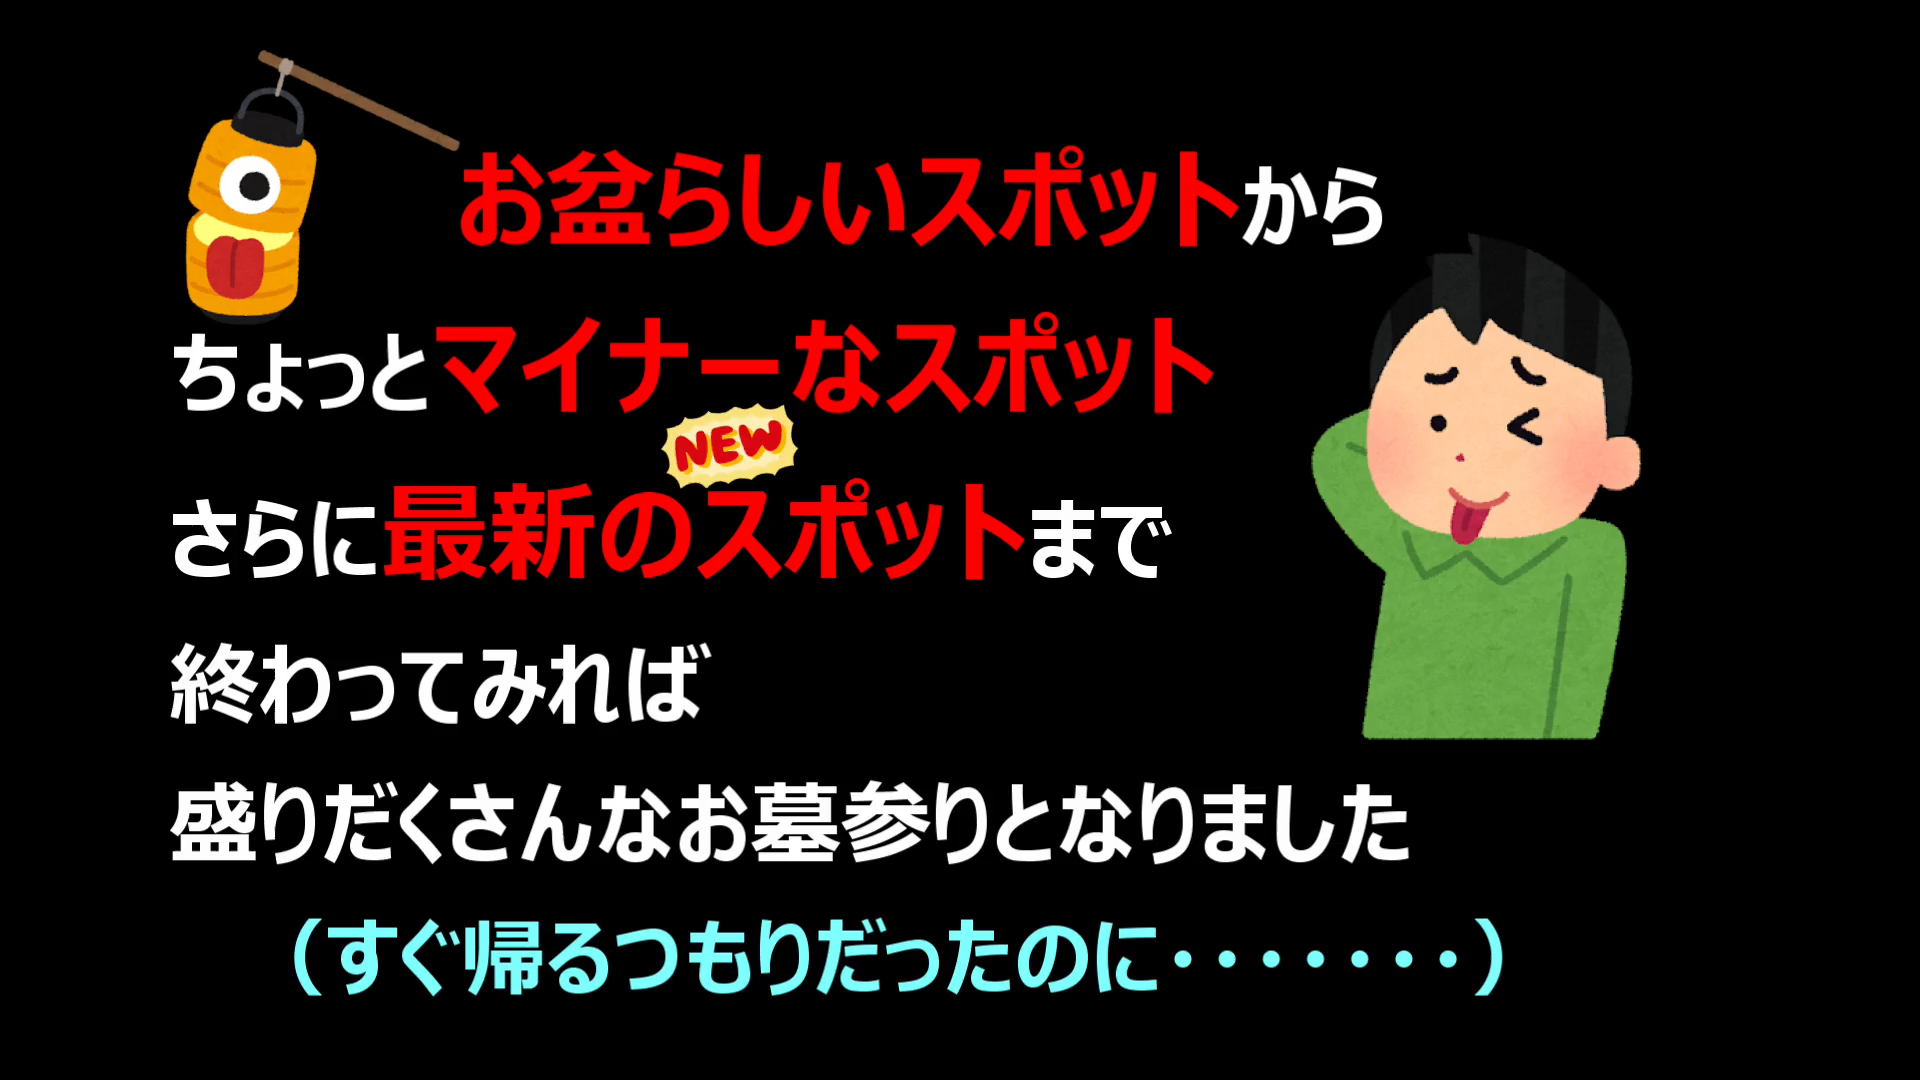 お盆らしいスポットから
ちょっとマイナーなスポット
NEW
さらに最新のスポットまで
終わってみれば
盛りだくさんなお墓参りとなりました
（すぐ帰るつもりだったのに・・・・・・・）